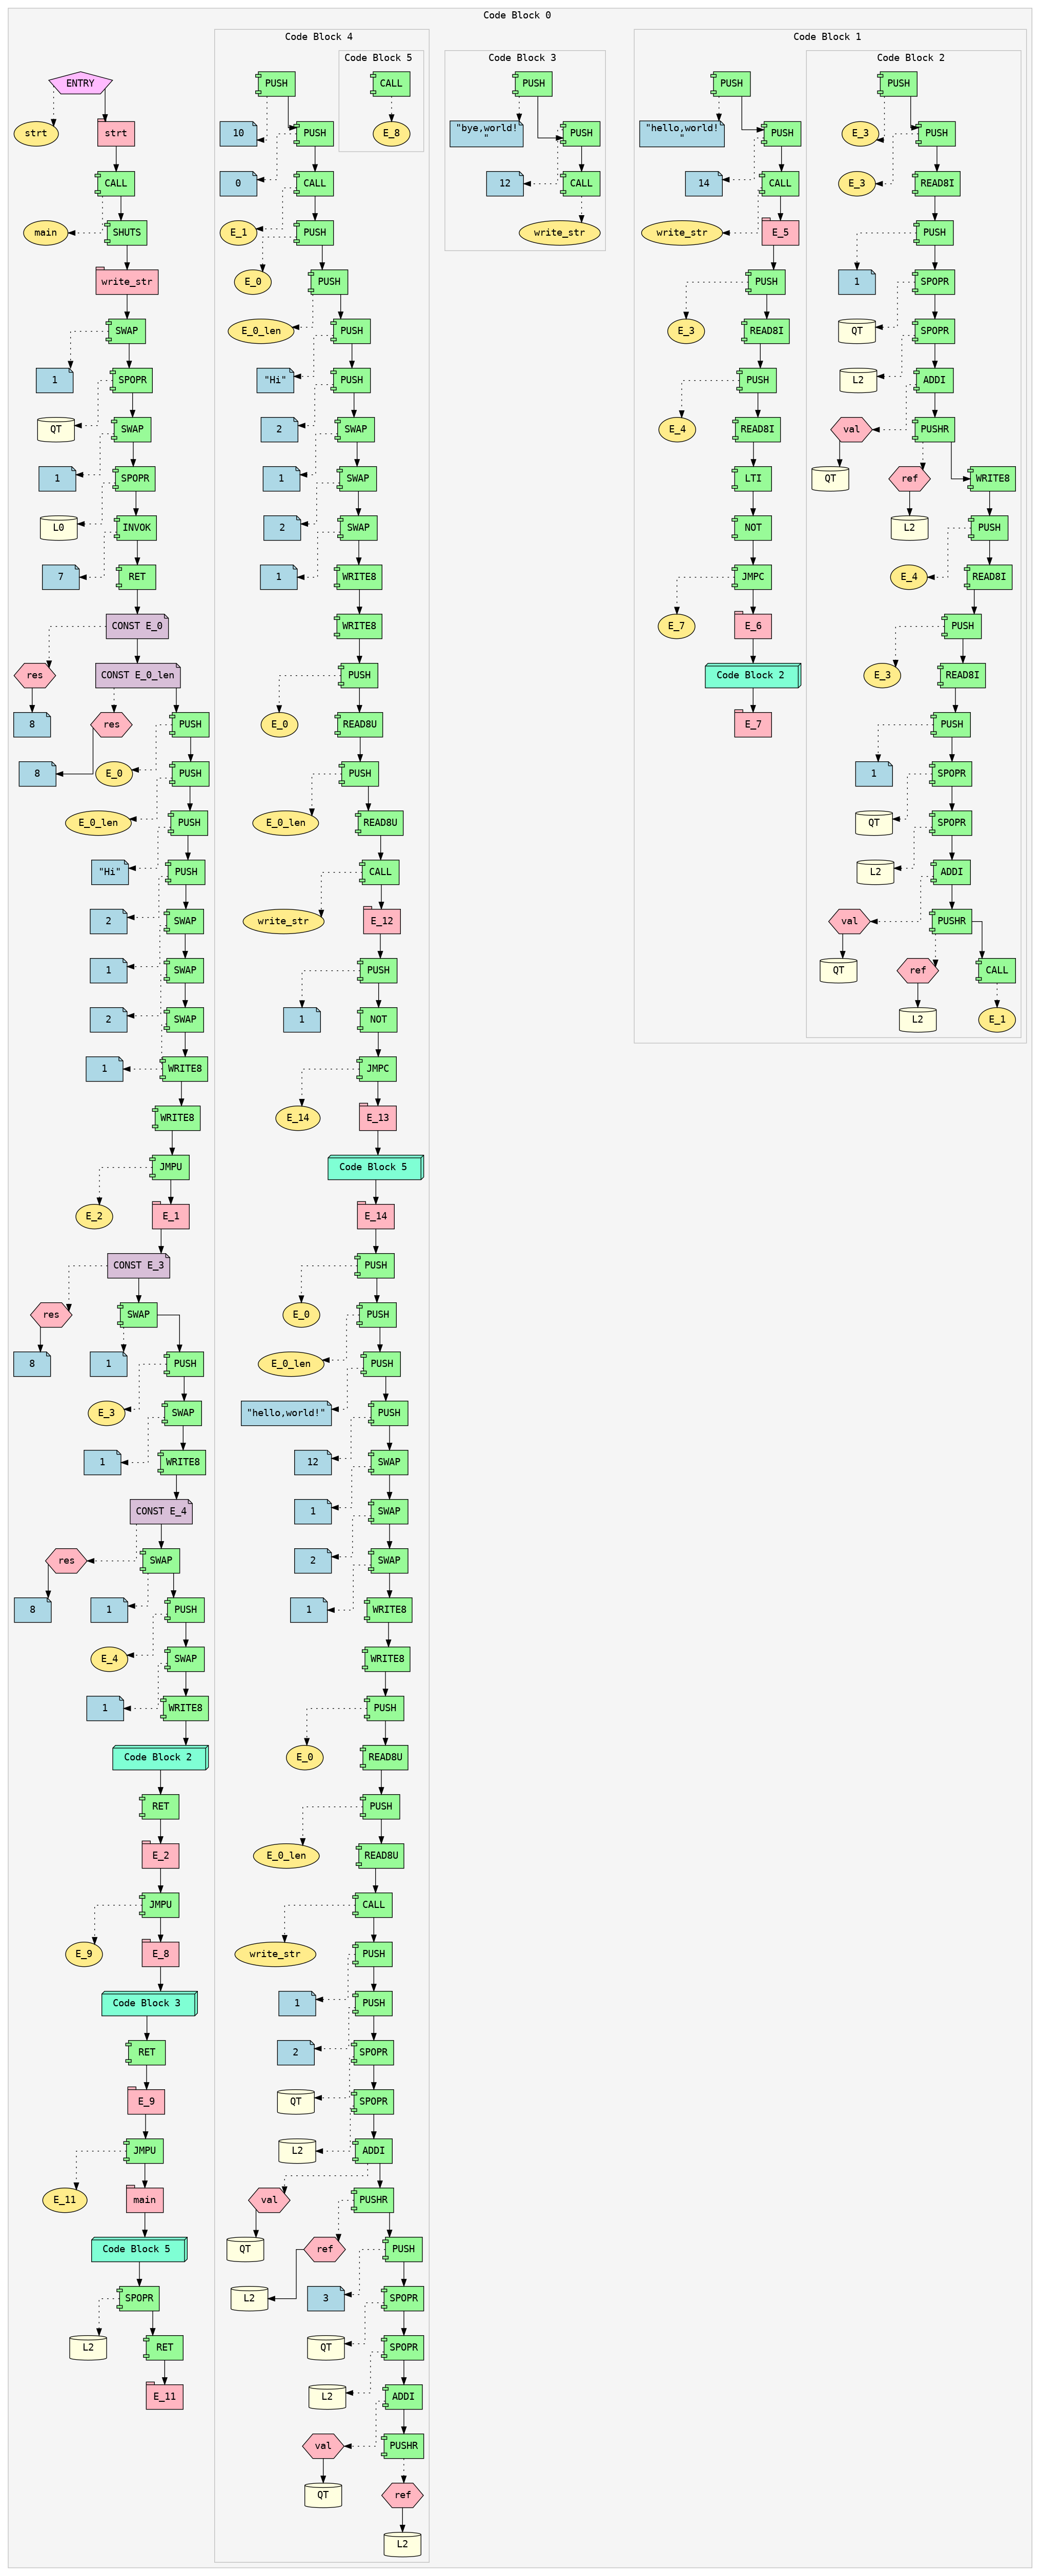 Code Block 0
ENTRY
strt
strt
CALL
main
SHUTS
write_str
SWAP
1
SPOPR
QT
SWAP
1
SPOPR
L0
INVOK
7
RET
CONST E_0
res
CONST E_0_len
8
res
PUSH
8
E_0
PUSH
E_0_len
PUSH
"Hi"
PUSH
2
SWAP
1
SWAP
2
SWAP
1
WRITE8
WRITE8
JMPU
E_2
E_1
CONST E_3
res
SWAP
8
1
PUSH
E_3
SWAP
1
WRITE8
CONST E_4
res
SWAP
8
1
PUSH
E_4
SWAP
1
WRITE8
Code Block 2
RET
E_2
JMPU
E_9
E_8
Code Block 3
RET
E_9
JMPU
E_11
main
Code Block 5
SPOPR
L2
RET
E_11
Code Block 4
PUSH
10
PUSH
0
CALL
E_1
PUSH
E_0
PUSH
E_0_len
PUSH
"Hi"
PUSH
2
SWAP
1
SWAP
2
SWAP
1
WRITE8
WRITE8
PUSH
E_0
READ8U
PUSH
E_0_len
READ8U
CALL
write_str
E_12
PUSH
1
NOT
JMPC
E_14
E_13
Code Block 5
E_14
PUSH
E_0
PUSH
E_0_len
PUSH
"hello,world!"
PUSH
12
SWAP
1
SWAP
2
SWAP
1
WRITE8
WRITE8
PUSH
E_0
READ8U
PUSH
E_0_len
READ8U
CALL
write_str
PUSH
1
PUSH
2
SPOPR
QT
SPOPR
L2
ADDI
val
PUSHR
QT
ref
PUSH
L2
3
SPOPR
QT
SPOPR
L2
ADDI
val
PUSHR
QT
ref
L2
Code Block 5
CALL
E_8
Code Block 3
PUSH
"bye,world!
"
PUSH
12
CALL
write_str
Code Block 1
PUSH
"hello,world!
"
PUSH
14
CALL
write_str
E_5
PUSH
E_3
READ8I
PUSH
E_4
READ8I
LTI
NOT
JMPC
E_7
E_6
Code Block 2
E_7
Code Block 2
PUSH
E_3
PUSH
E_3
READ8I
PUSH
1
SPOPR
QT
SPOPR
L2
ADDI
val
PUSHR
QT
ref
WRITE8
L2
PUSH
E_4
READ8I
PUSH
E_3
READ8I
PUSH
1
SPOPR
QT
SPOPR
L2
ADDI
val
PUSHR
QT
ref
CALL
L2
E_1